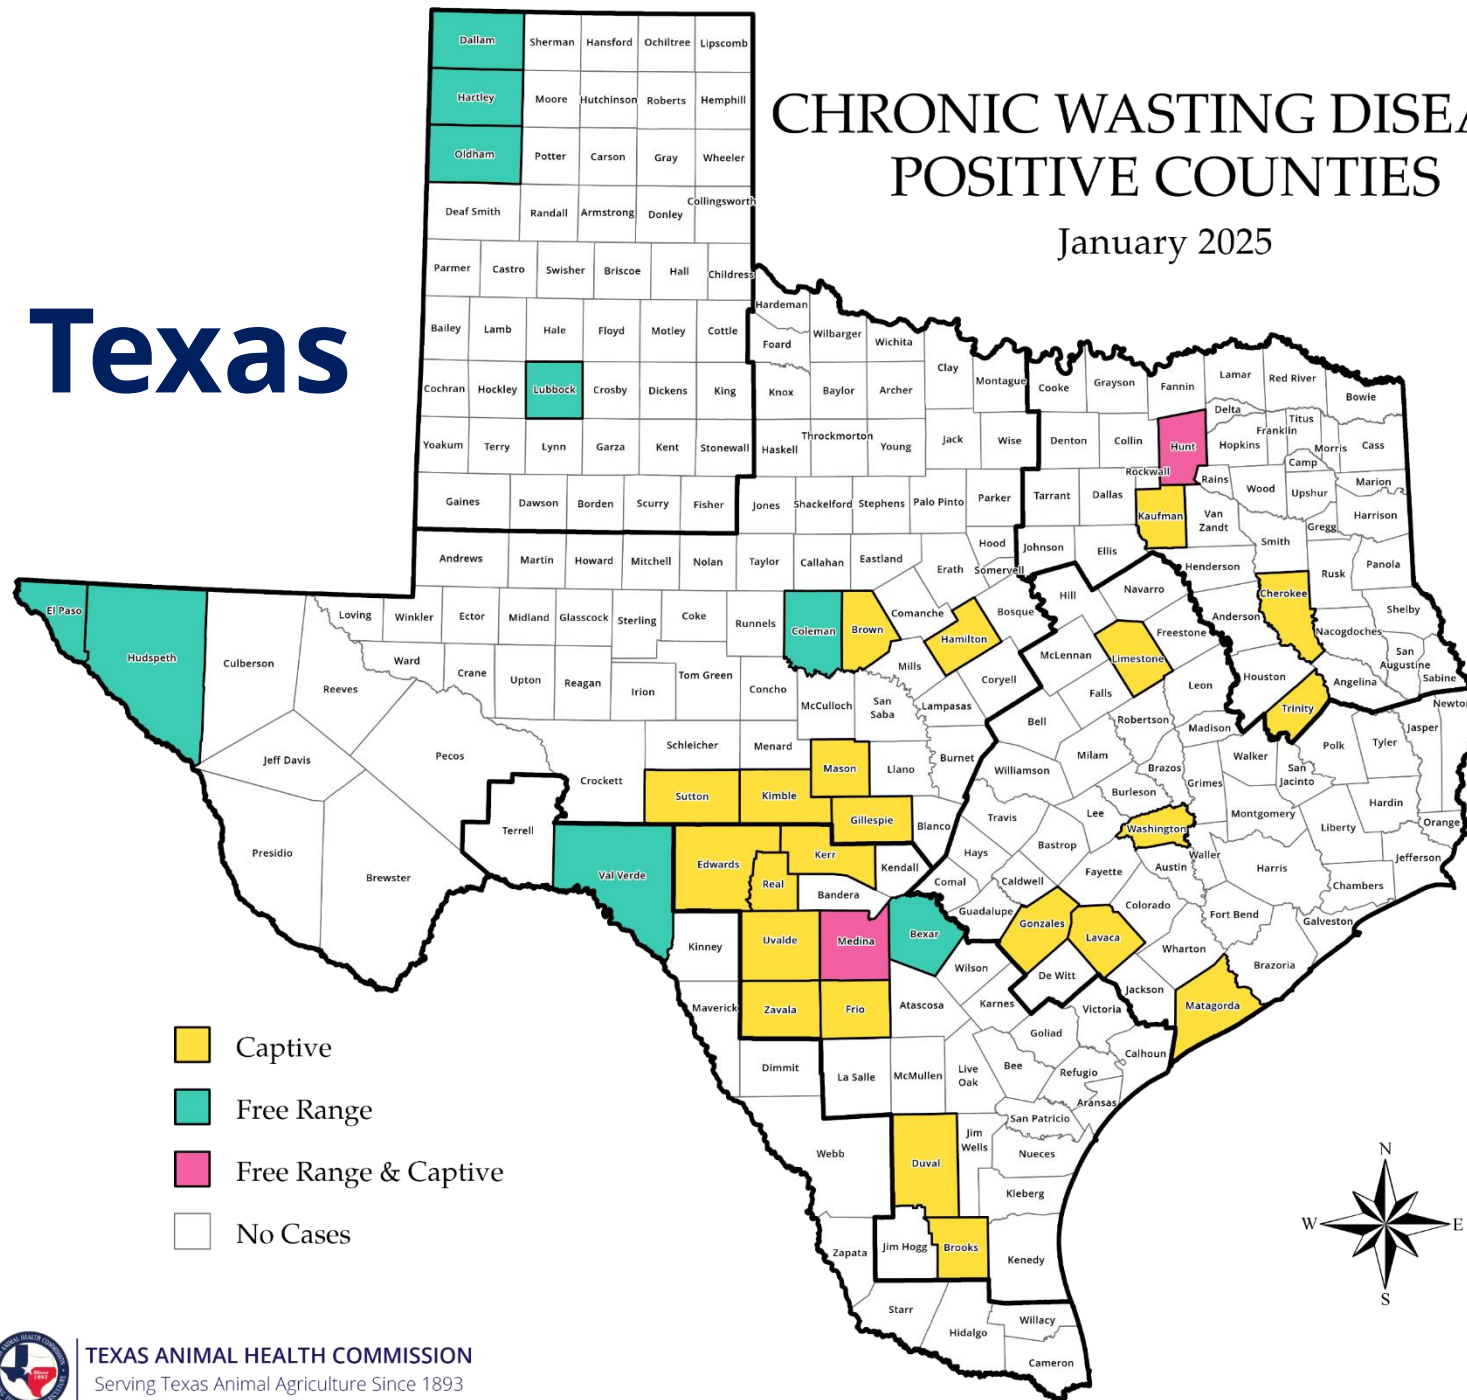 CHRONIC WASTING DISEA
POSITIVE COUNTIES
January 2025
Texas
Dallam Sherman Hansford Ochiltree Lipscomb
Hartley Moore Hutchinson Roberts Hemphill
Oldham Potter Carson Gray Wheeler
Deaf Smith Randall Armstrong Donley Collingsworth
Parmer Castro Swisher Briscoe Hall Childress
Hardeman
Bailey Lamb Hale Floyd Motley Cottle Foard Wilbarger Wichita
Clay Montague Cooke Grayson Fannin Lamar Red River Bowie
Cochran Hockley Lubbock Crosby Dickens King Knox Baylor Archer
Delta Titus Franklin Morris Cass
Yoakum Terry Lynn Garza Kent Stonewall Haskell Throckmorton Young Jack Wise Denton Collin Hunt Hopkins
Rockwall Rains Wood Camp Upshur Marion
Gaines Dawson Borden Scurry Fisher Jones Shackelford Stephens Palo Pinto Parker Tarrant Dallas Kaufman Van Zandt Gregg Harrison
Smith
Andrews Martin Howard Mitchell Nolan Taylor Callahan Eastland Erath Hood Somervell Johnson Ellis Henderson Rusk Panola
El Paso Hudspeth Culberson Loving Winkler Ector Midland Glasscock Sterling Coke Runnels Coleman Brown Comanche Hamilton Bosque Hill Navarro Freestone Anderson Cherokee Nacogdoches Shelby
Reeves Ward Crane Upton Reagan Irion Tom Green Concho McCulloch San Saba Mills Lampasas Coryell McLennan Limestone Falls Leon Houston Trinity Angelina San Augustine Sabine
Newton
Jeff Davis Pecos Crockett Schleicher Menard Mason Llano Burnet Bell Williamson Milam Robertson Brazos Madison Grimes Walker San Jacinto Polk Tyler Jasper
Sutton Kimble Gillespie Blanco Travis Lee Burleson Washington Montgomery Liberty Hardin Orange
Presidio Brewster Terrell Val Verde Edwards Real Kerr Kendall Bandera Hays Comal Caldwell Bastrop Fayette Austin Waller Harris Chambers Jefferson
Kinney Uvalde Medina Bexar Guadalupe Gonzales Lavaca Colorado Wharton Fort Bend Galveston Brazoria
Maverick Zavala Frio Atascosa Wilson Karnes De Witt Victoria Jackson Matagorda
Goliad Calhoun
Dimmit La Salle McMullen Live Oak Bee Refugio Aransas
San Patricio
Webb Duval Jim Wells Nueces
Kleberg
Zapata Jim Hogg Brooks Kenedy
Starr Hidalgo Willacy
Cameron
Captive
Free Range
Free Range & Captive
No Cases
N
W E
S
TEXAS ANIMAL HEALTH COMMISSION
Serving Texas Animal Agriculture Since 1893
Since
1893